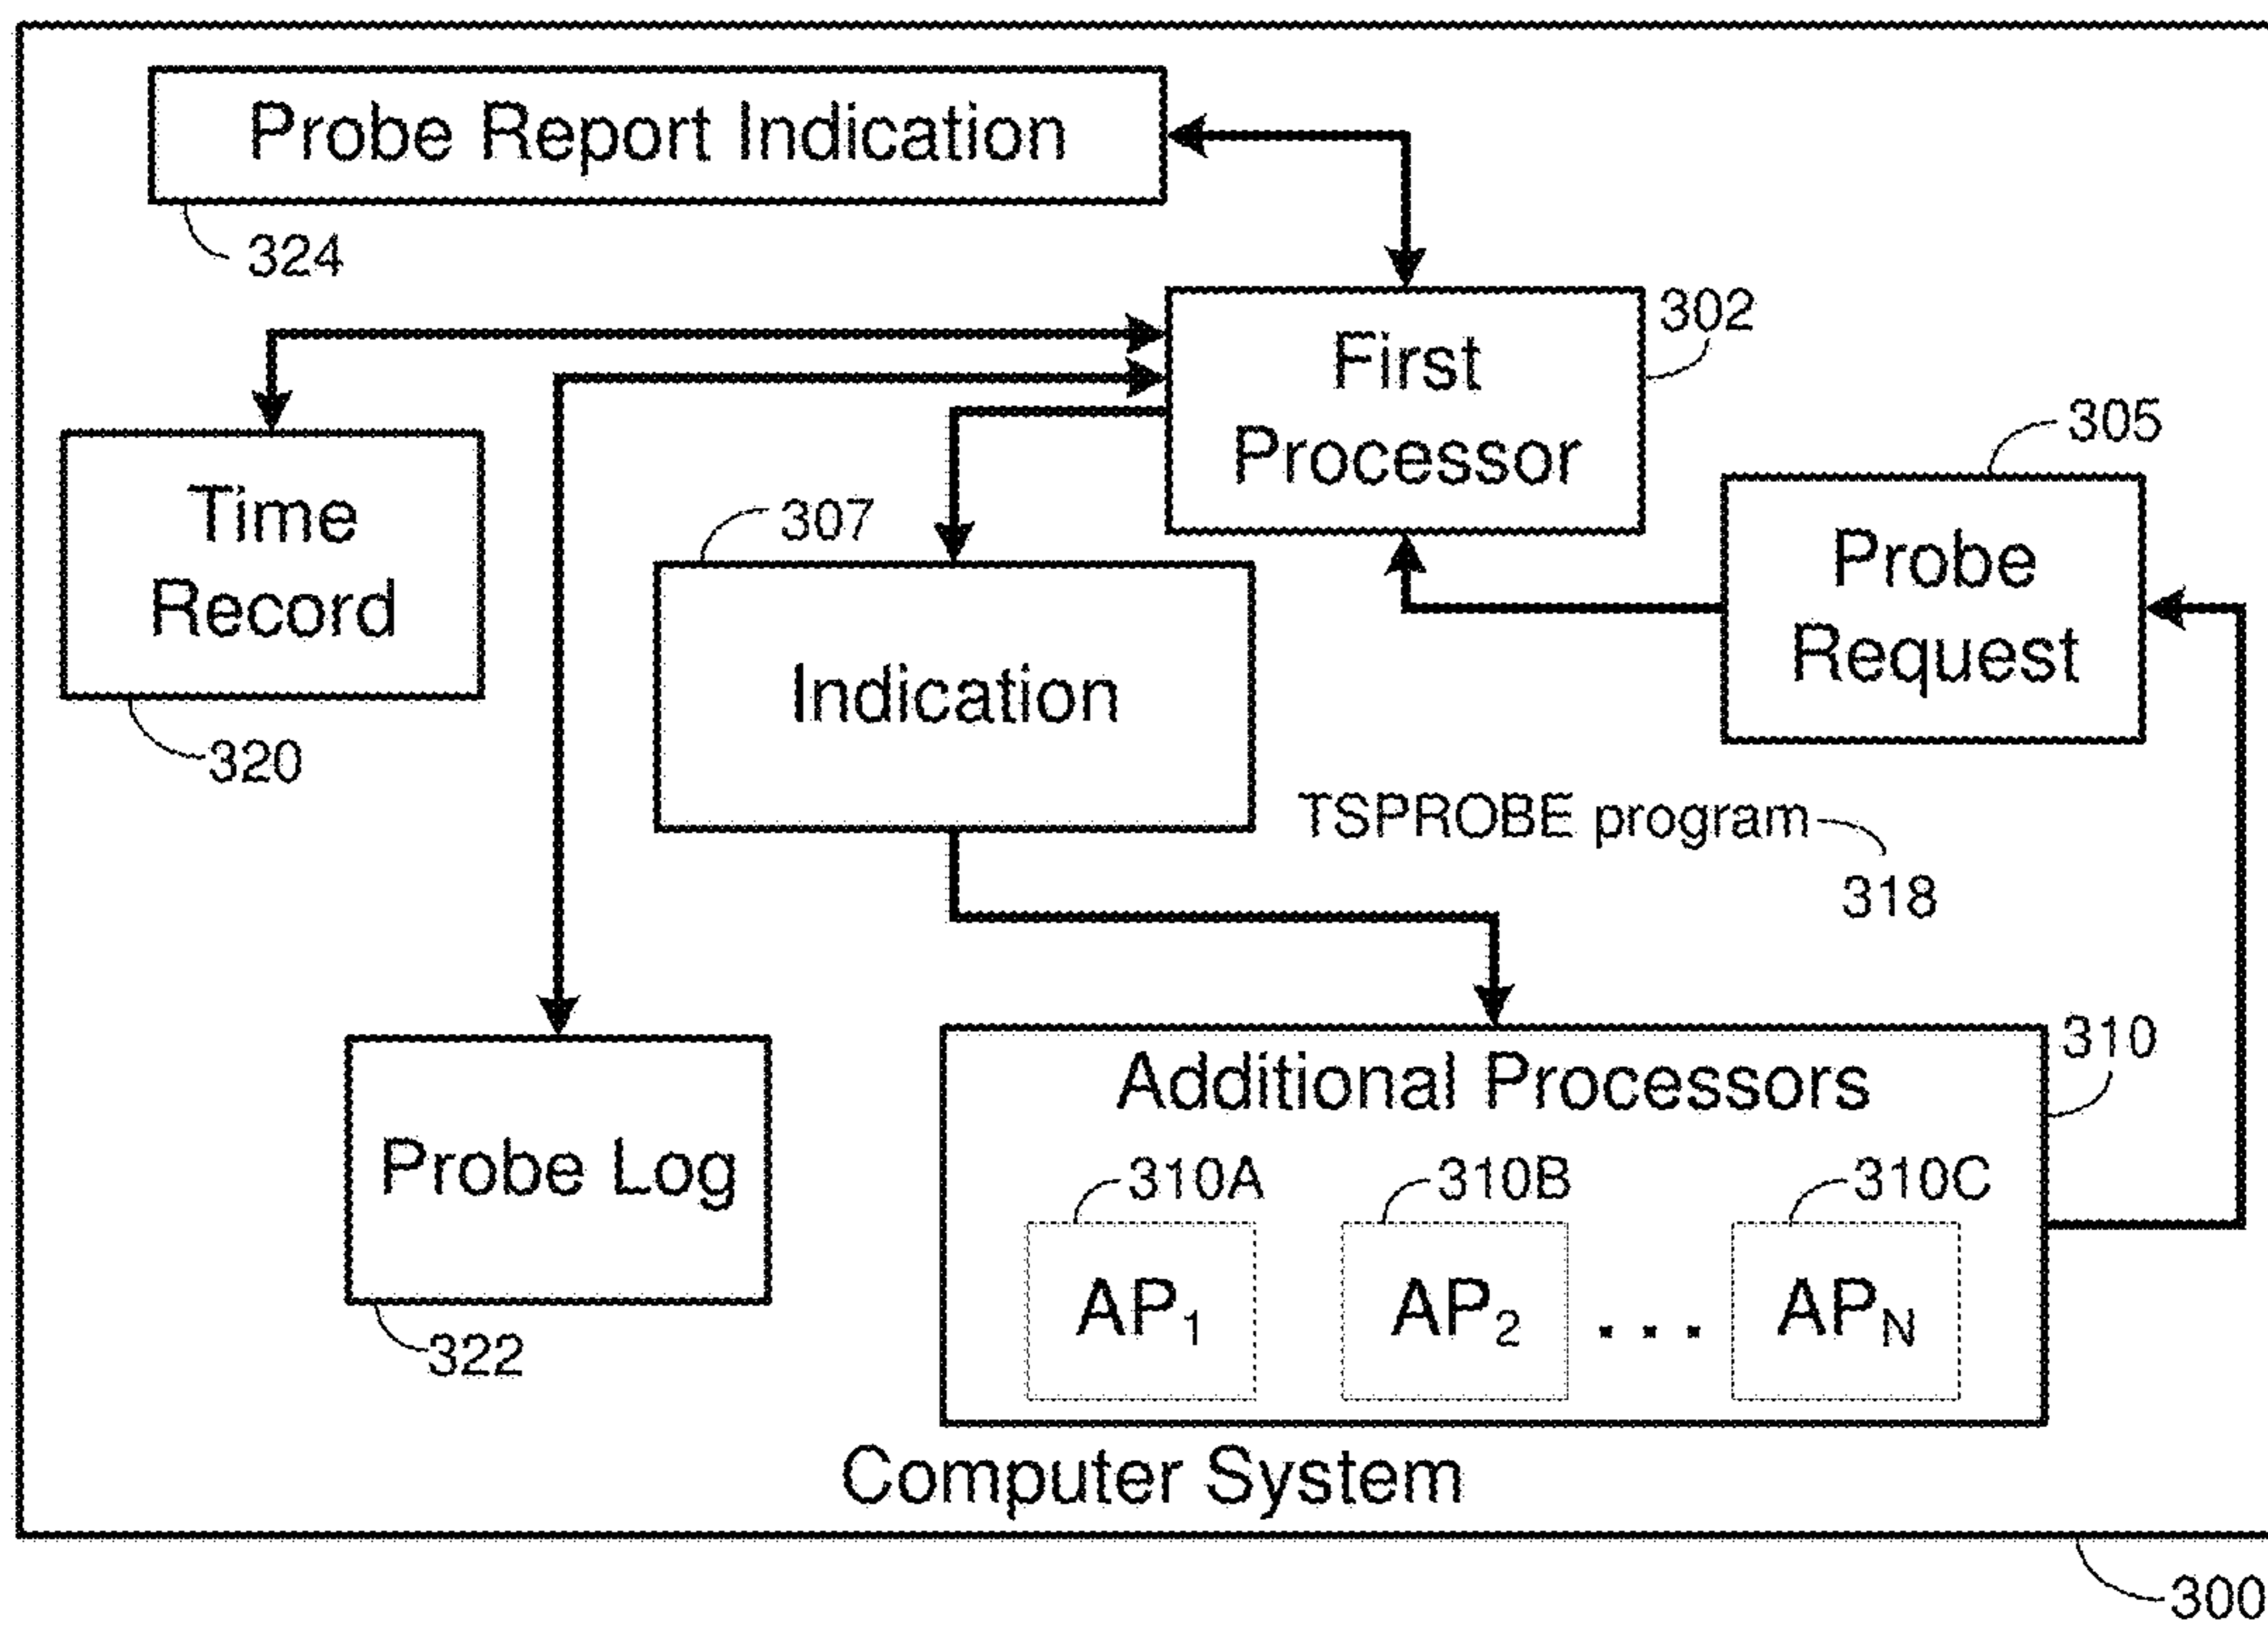 Probe Report Indication
324
First
Processor
302
Time
Record
320
305
Probe
Request
307
Indication
TSPROBE program
318
Probe Log
322
310
Additional Processors
310A
310B
310C
AP₁
AP₂
...
APN
Computer System
300